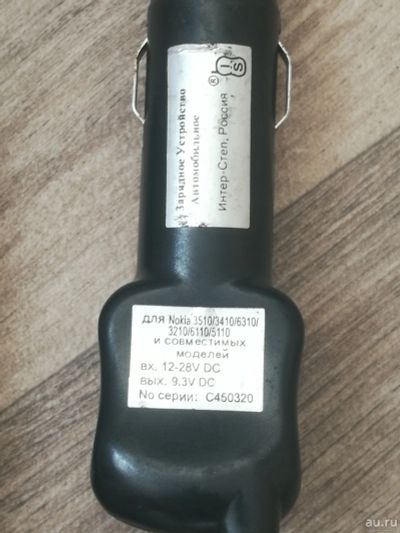 Зарядное Устройство
Автомобильное
Интер-Степ, Россия
® is
для Nokia 3510/3410/6310/
3210/6110/5110
и совместимых
моделей
вх. 12-28V DC
вых. 9.3V DC
No серии: C450320
au.ru